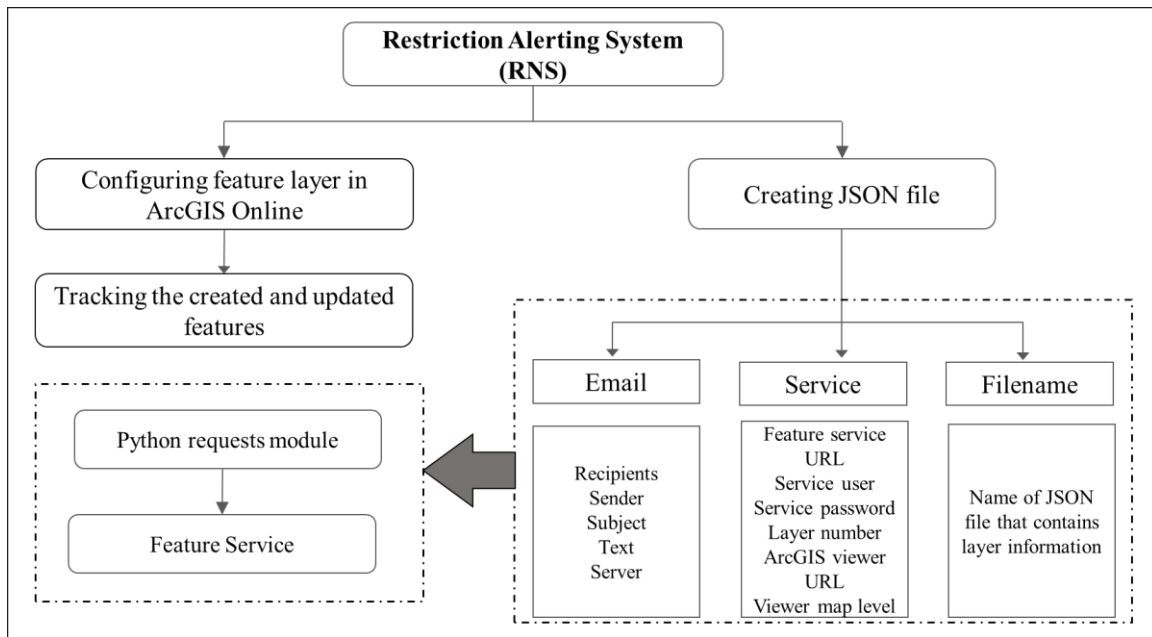 Restriction Alerting System
(RNS)
Configuring feature layer in
ArcGIS Online
Creating JSON file
Tracking the created and updated
features
Email
Service
Filename
Python requests module
Feature Service
Recipients
Sender
Subject
Text
Server
Feature service
URL
Service user
Service password
Layer number
ArcGIS viewer
URL
Viewer map level
Name of JSON
file that contains
layer information